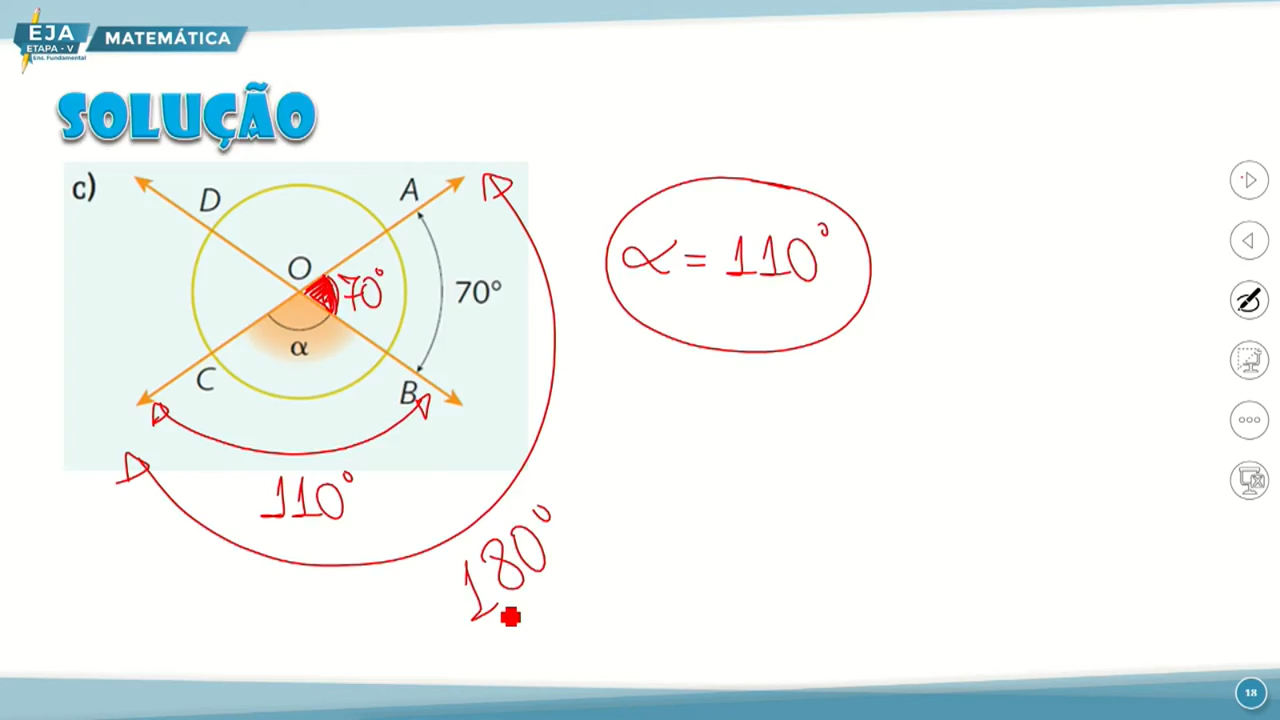 EJA
ETAPA - V
Ens. Fundamental
MATEMÁTICA
SOLUÇÃO
c)
D
A
O
70°
70°
α
C
B
110°
180°
α = 110°
18